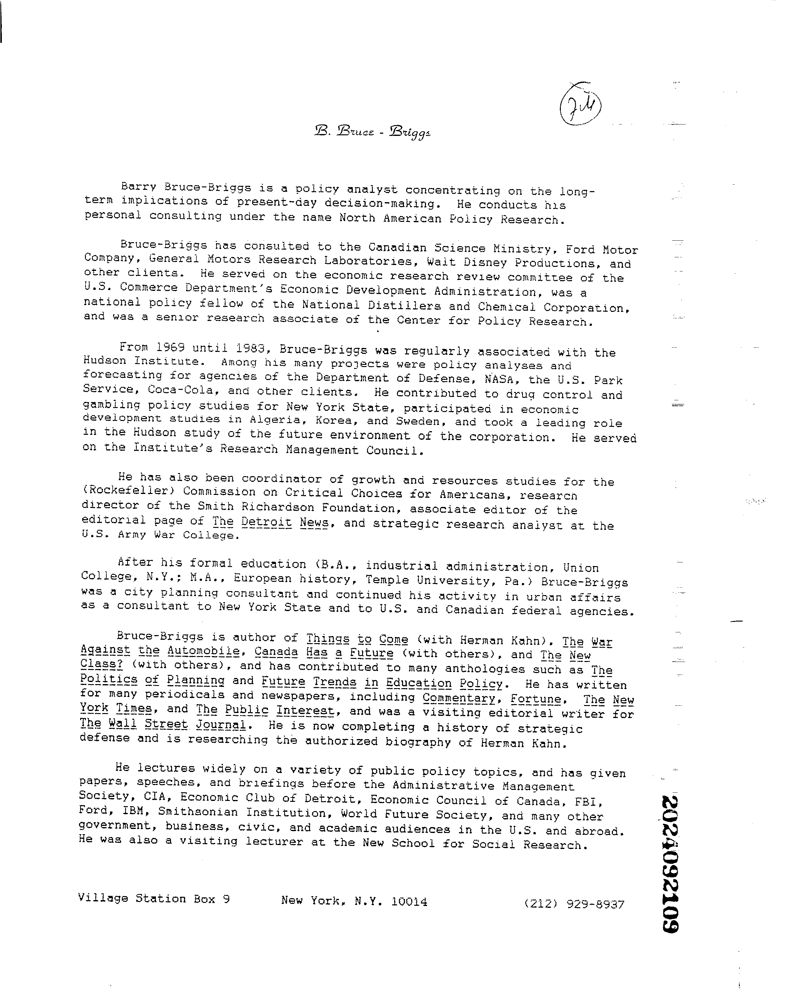 B. Bruce - Briggs
Barry Bruce-Briggs is a policy analyst concentrating on the long-
term implications of present-day decision-making. He conducts his
personal consulting under the name North American Policy Research.
Bruce-Briggs has consulted to the Canadian Science Ministry, Ford Motor
Company, General Motors Research Laboratories, Walt Disney Productions, and
other clients. He served on the economic research review committee of the
U.S. Commerce Department's Economic Development Administration, was a
national policy fellow of the National Distillers and Chemical Corporation,
and was a senior research associate of the Center for Policy Research.
From 1969 until 1983, Bruce-Briggs was regularly associated with the
Hudson Institute. Among his many projects were policy analyses and
forecasting for agencies of the Department of Defense, NASA, the U.S. Park
Service, Coca-Cola, and other clients. He contributed to drug control and
gambling policy studies for New York State, participated in economic
development studies in Algeria, Korea, and Sweden, and took a leading role
in the Hudson study of the future environment of the corporation. He served
on the Institute's Research Management Council.
He has also been coordinator of growth and resources studies for the
(Rockefeller) Commission on Critical Choices for Americans, research
director of the Smith Richardson Foundation, associate editor of the
editorial page of The Detroit News, and strategic research analyst at the
U.S. Army War College.
After his formal education (B.A., industrial administration, Union
College, N.Y.; M.A., European history, Temple University, Pa.) Bruce-Briggs
was a city planning consultant and continued his activity in urban affairs
as a consultant to New York State and to U.S. and Canadian federal agencies.
Bruce-Briggs is author of Things to Come (with Herman Kahn), The War
Against the Automobile, Canada Has a Future (with others), and The New
Class? (with others), and has contributed to many anthologies such as The
Politics of Planning and Future Trends in Education Policy. He has written
for many periodicals and newspapers, including Commentary, Fortune, The New
York Times, and The Public Interest, and was a visiting editorial writer for
The Wall Street Journal. He is now completing a history of strategic
defense and is researching the authorized biography of Herman Kahn.
He lectures widely on a variety of public policy topics, and has given
papers, speeches, and briefings before the Administrative Management
Society, CIA, Economic Club of Detroit, Economic Council of Canada, FBI,
Ford, IBM, Smithsonian Institution, World Future Society, and many other
government, business, civic, and academic audiences in the U.S. and abroad.
He was also a visiting lecturer at the New School for Social Research.
Village Station Box 9 New York, N.Y. 10014 (212) 929-8937
2024092109